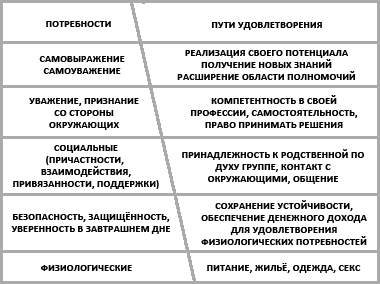 ПОТРЕБНОСТИ
ПУТИ УДОВЛЕТВОРЕНИЯ
САМОВЫРАЖЕНИЕ
САМОУВАЖЕНИЕ
РЕАЛИЗАЦИЯ СВОЕГО ПОТЕНЦИАЛА
ПОЛУЧЕНИЕ НОВЫХ ЗНАНИЙ
РАСШИРЕНИЕ ОБЛАСТИ ПОЛНОМОЧИЙ
УВАЖЕНИЕ, ПРИЗНАНИЕ
СО СТОРОНЫ
ОКРУЖАЮЩИХ
КОМПЕТЕНТНОСТЬ В СВОЕЙ
ПРОФЕССИИ, САМОСТОЯТЕЛЬНОСТЬ,
ПРАВО ПРИНИМАТЬ РЕШЕНИЯ
СОЦИАЛЬНЫЕ
(ПРИЧАСТНОСТИ,
ВЗАИМОДЕЙСТВИЯ,
ПРИВЯЗАННОСТИ, ПОДДЕРЖКИ)
ПРИНАДЛЕЖНОСТЬ К РОДСТВЕННОЙ ПО
ДУХУ ГРУППЕ, КОНТАКТ С
ОКРУЖАЮЩИМИ, ОБЩЕНИЕ
БЕЗОПАСНОСТЬ, ЗАЩИЩЁННОСТЬ,
УВЕРЕННОСТЬ В ЗАВТРАШНЕМ ДНЕ
СОХРАНЕНИЕ УСТОЙЧИВОСТИ,
ОБЕСПЕЧЕНИЕ ДЕНЕЖНОГО ДОХОДА
ДЛЯ УДОВЛЕТВОРЕНИЯ
ФИЗИОЛОГИЧЕСКИХ ПОТРЕБНОСТЕЙ
ФИЗИОЛОГИЧЕСКИЕ
ПИТАНИЕ, ЖИЛЬЁ, ОДЕЖДА, СЕКС